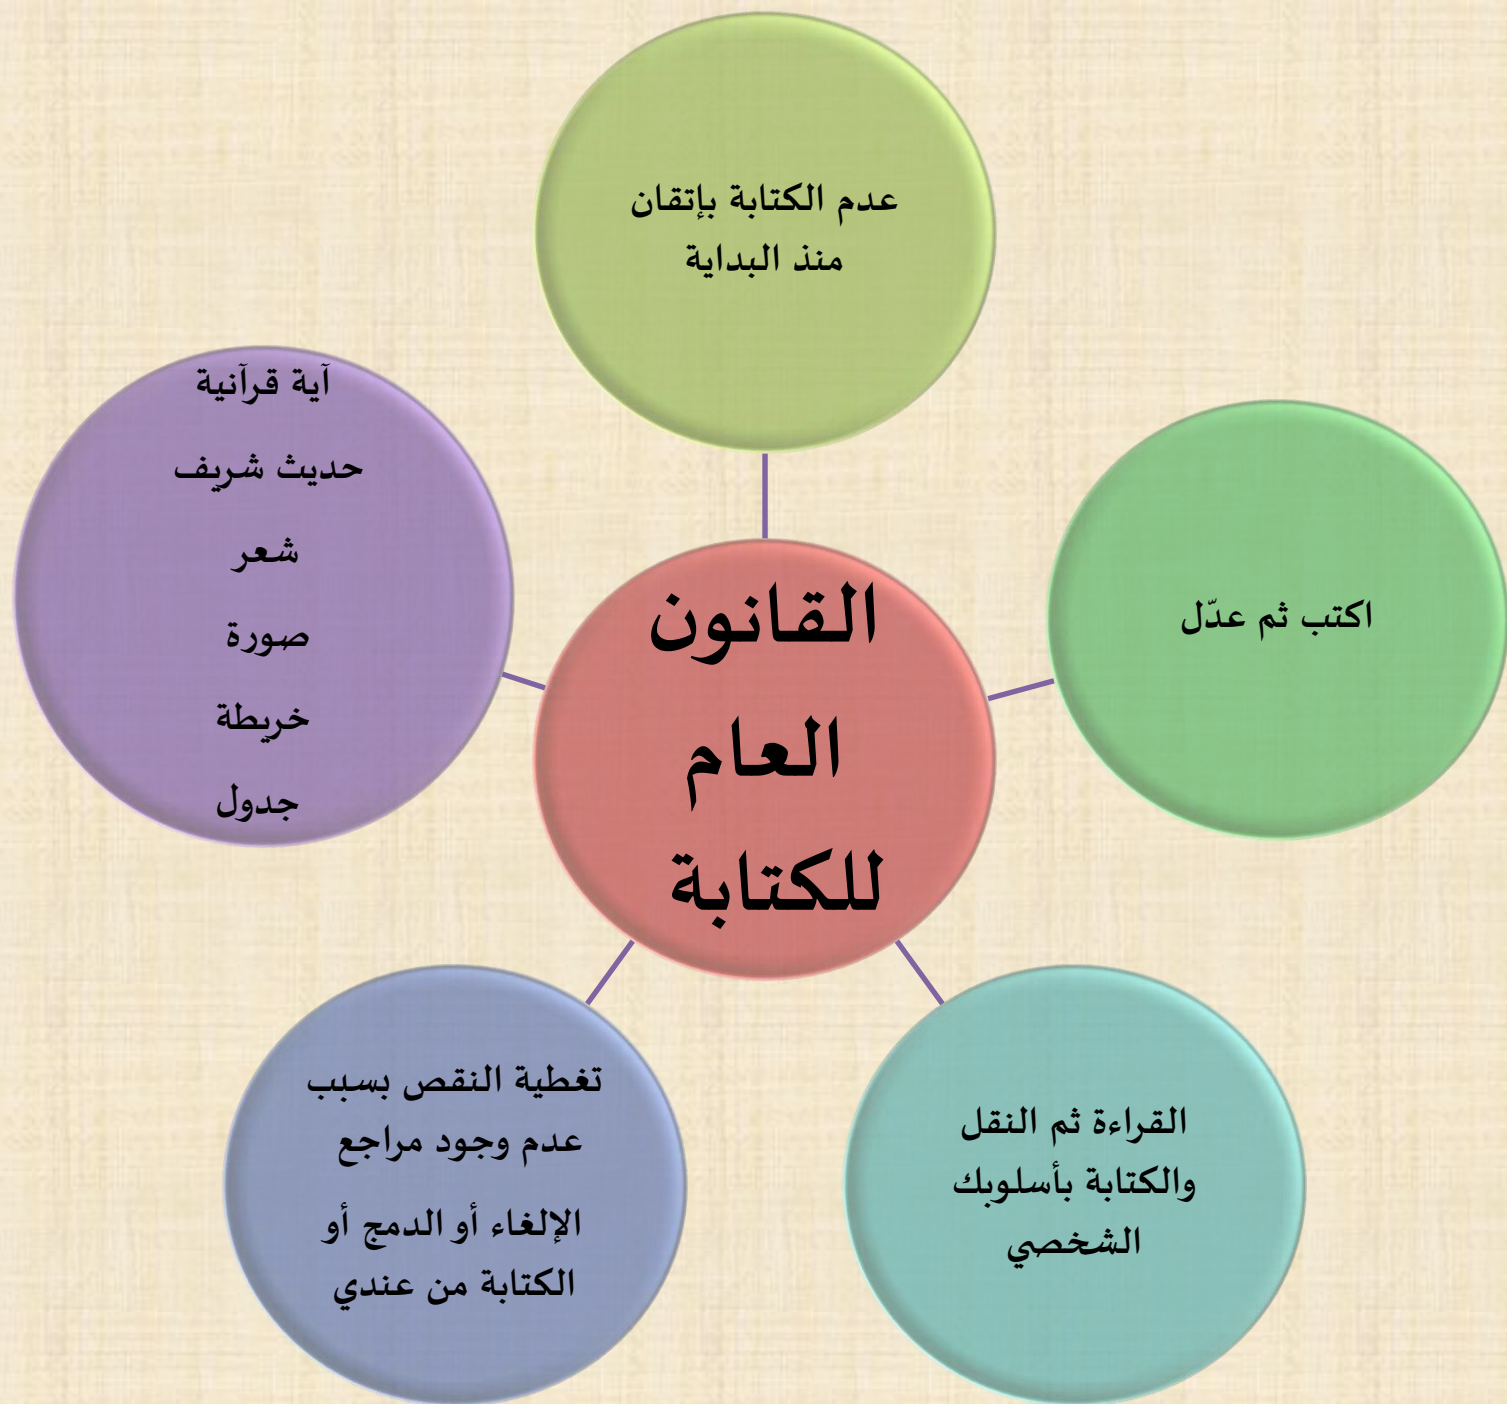 عدم الكتابة بإتقان
منذ البداية
اكتب ثم عدّل
القراءة ثم النقل
والكتابة بأسلوبك
الشخصي
تغطية النقص بسبب
عدم وجود مراجع
الإلغاء أو الدمج أو
الكتابة من عندي
آية قرآنية
حديث شريف
شعر
صورة
خريطة
جدول
القانون
العام
للكتابة